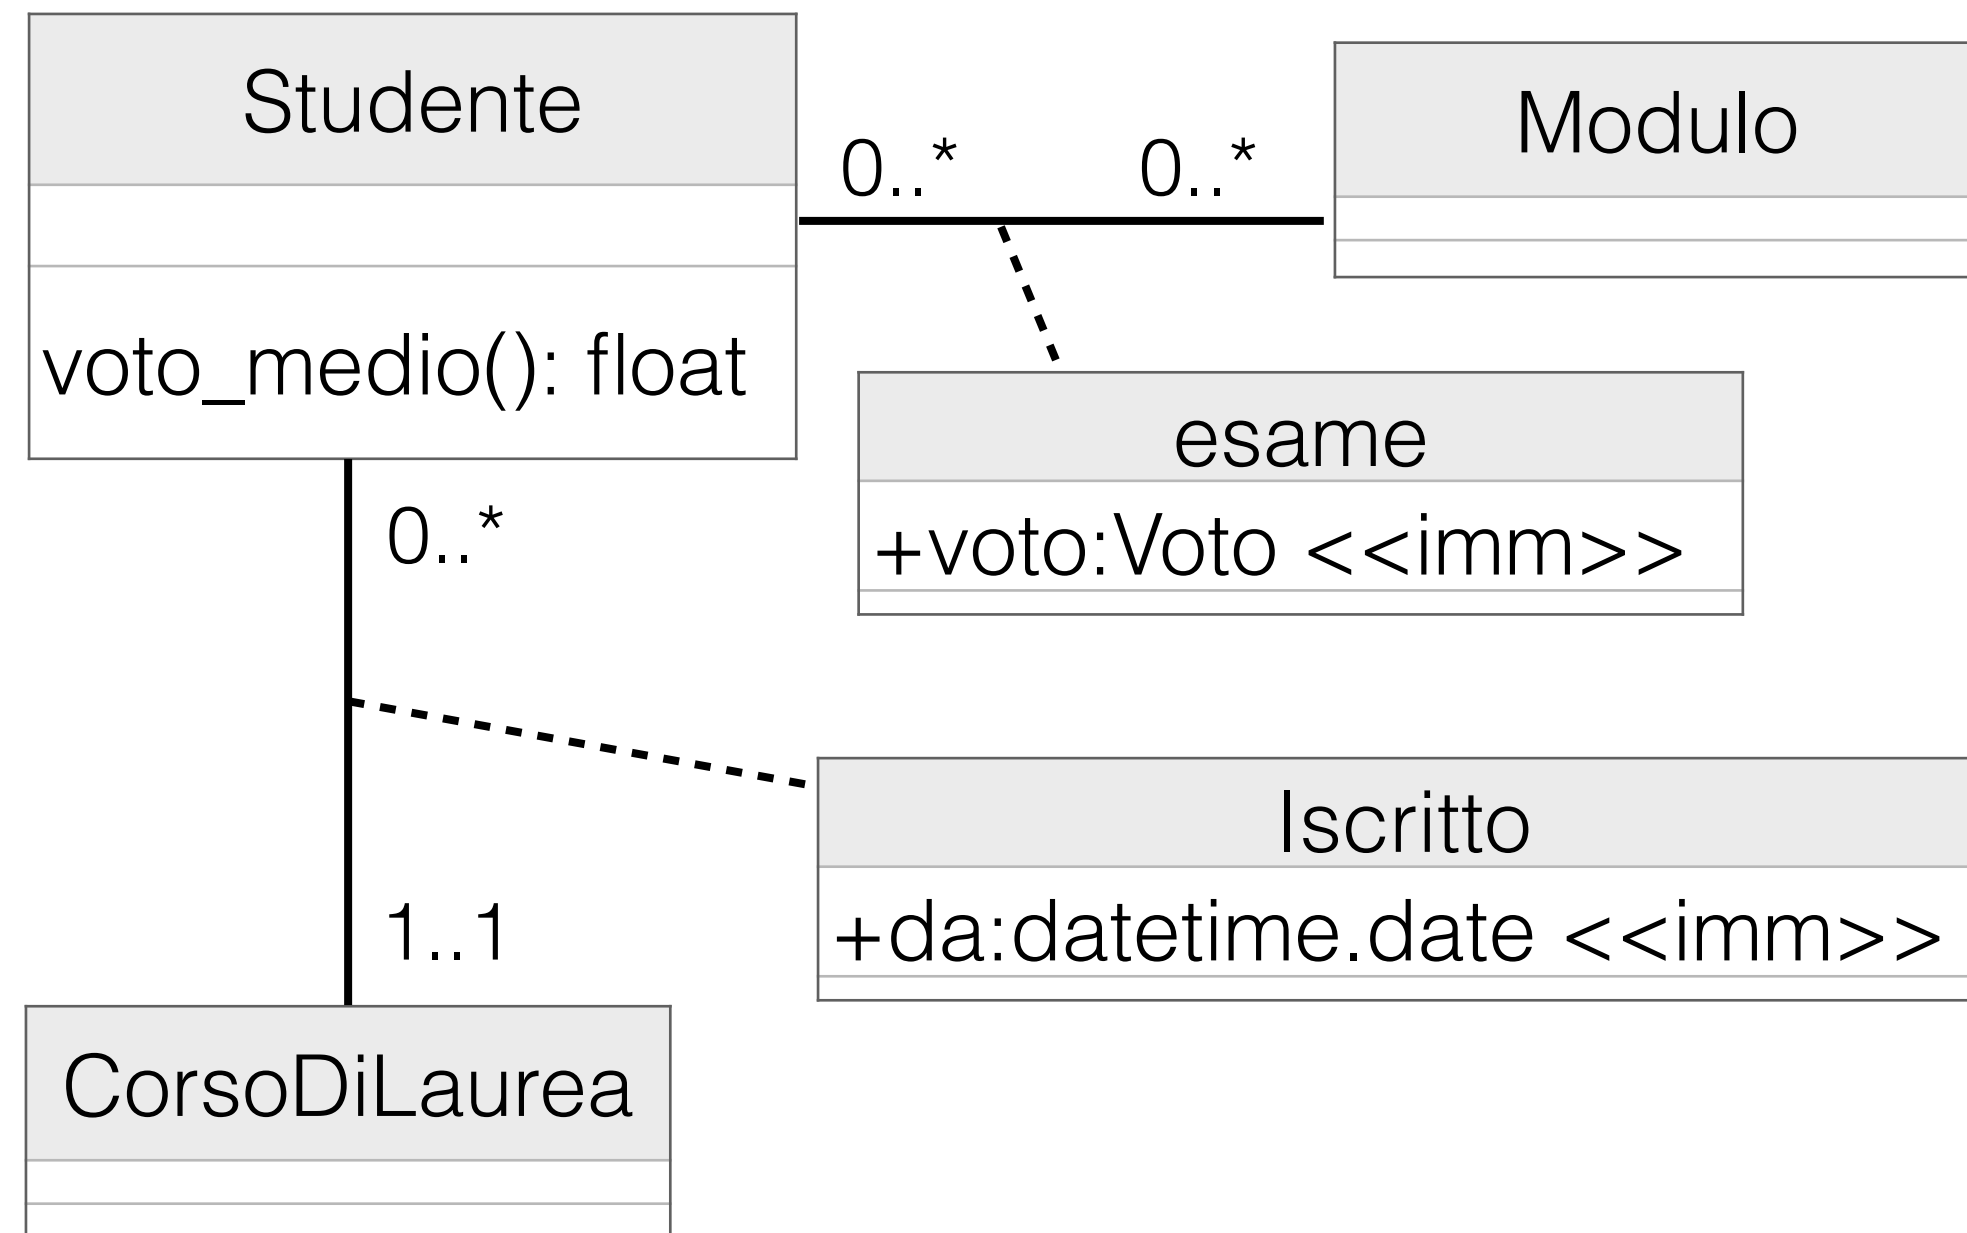 Studente
voto_medio(): float
0..*
0..*
Modulo
esame
+voto:Voto <<imm>>
0..*
1..1
Iscritto
+da:datetime.date <<imm>>
CorsoDiLaurea